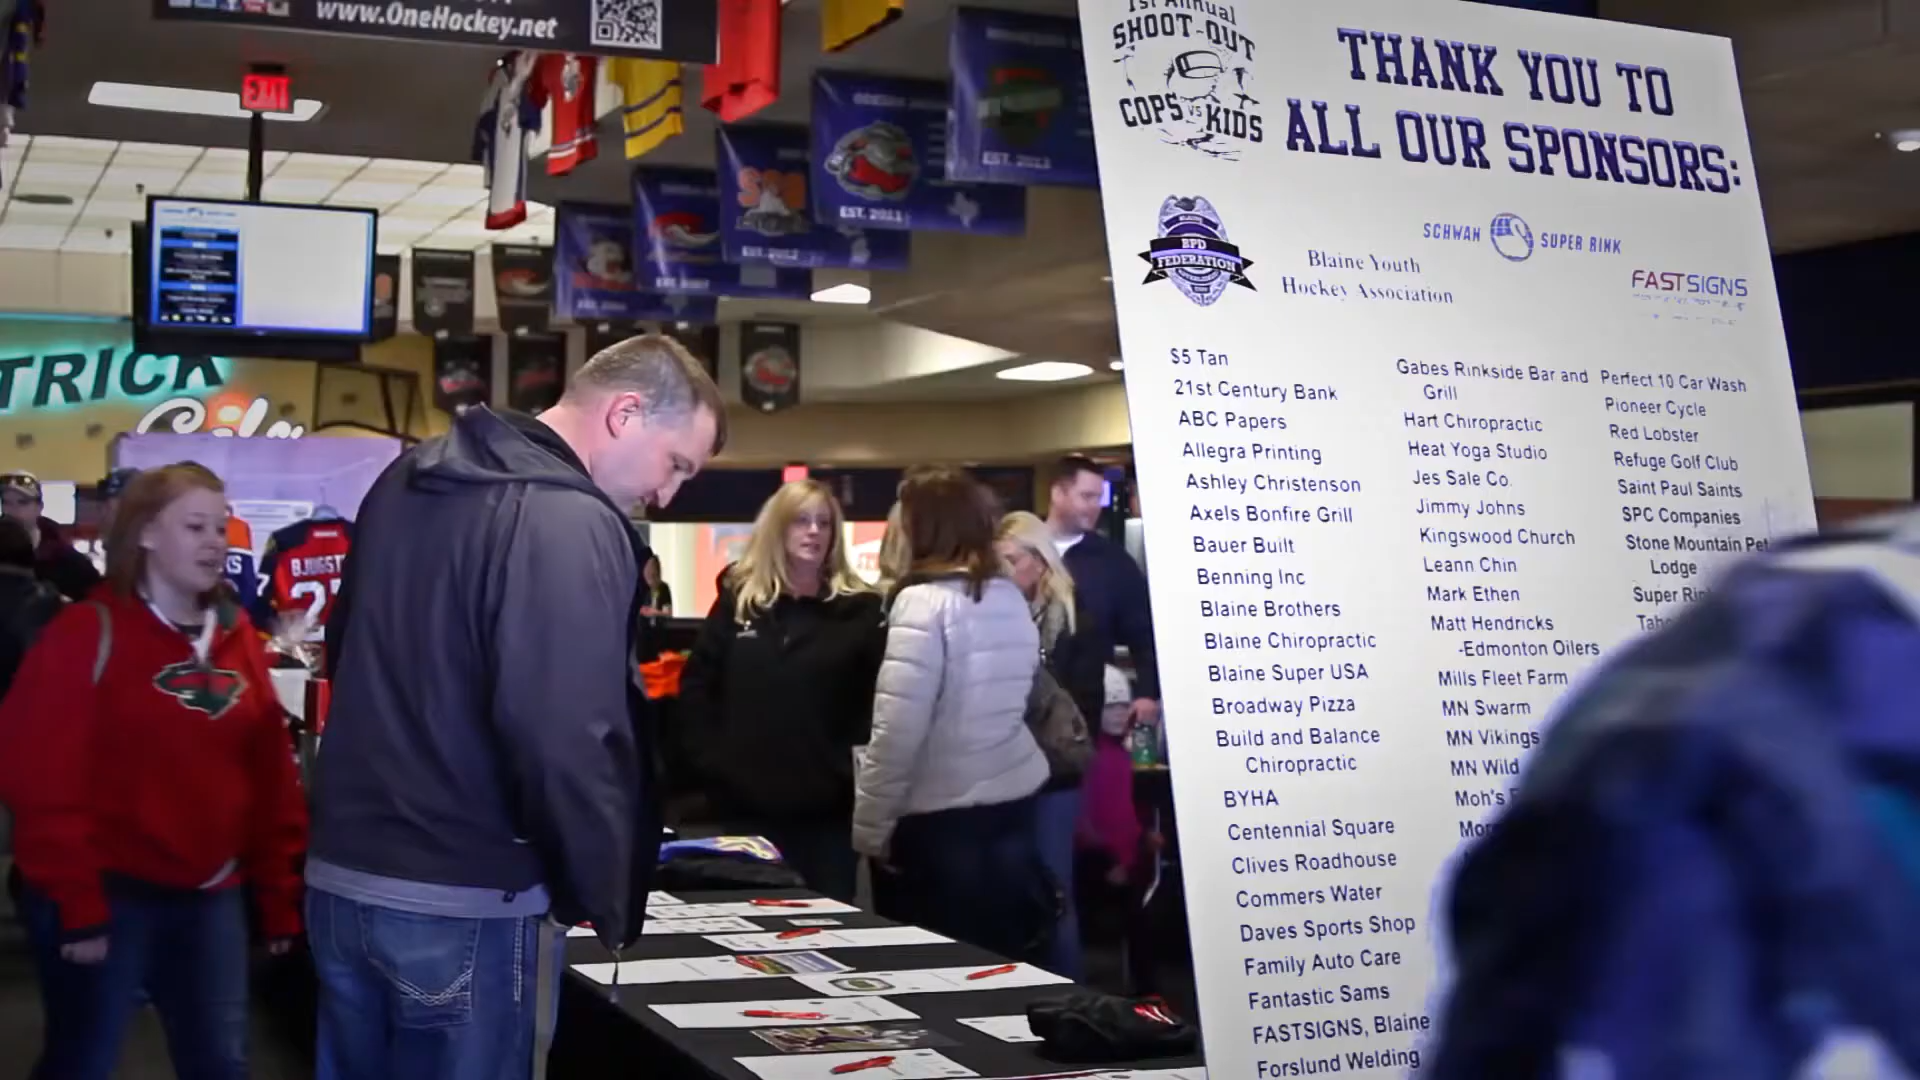 www.OneHockey.net
EXIT
EST. 2011
EST. 2012
EST. 2013
TRICK
BJUGST
1st Annual
SHOOT-OUT
COPS VS KIDS
THANK YOU TO
ALL OUR SPONSORS:
BPD
FEDERATION
Blaine Youth
Hockey Association
SCHWAN SUPER RINK
FASTSIGNS
$5 Tan
21st Century Bank
ABC Papers
Allegra Printing
Ashley Christenson
Axels Bonfire Grill
Bauer Built
Benning Inc
Blaine Brothers
Blaine Chiropractic
Blaine Super USA
Broadway Pizza
Build and Balance
Chiropractic
BYHA
Centennial Square
Clives Roadhouse
Commers Water
Daves Sports Shop
Family Auto Care
Fantastic Sams
FASTSIGNS, Blaine
Forslund Welding
Gabes Rinkside Bar and
Grill
Hart Chiropractic
Heat Yoga Studio
Jes Sale Co.
Jimmy Johns
Kingswood Church
Leann Chin
Mark Ethen
Matt Hendricks
-Edmonton Oilers
Mills Fleet Farm
MN Swarm
MN Vikings
MN Wild
Moh's
Perfect 10 Car Wash
Pioneer Cycle
Red Lobster
Refuge Golf Club
Saint Paul Saints
SPC Companies
Stone Mountain Pet
Lodge
Super